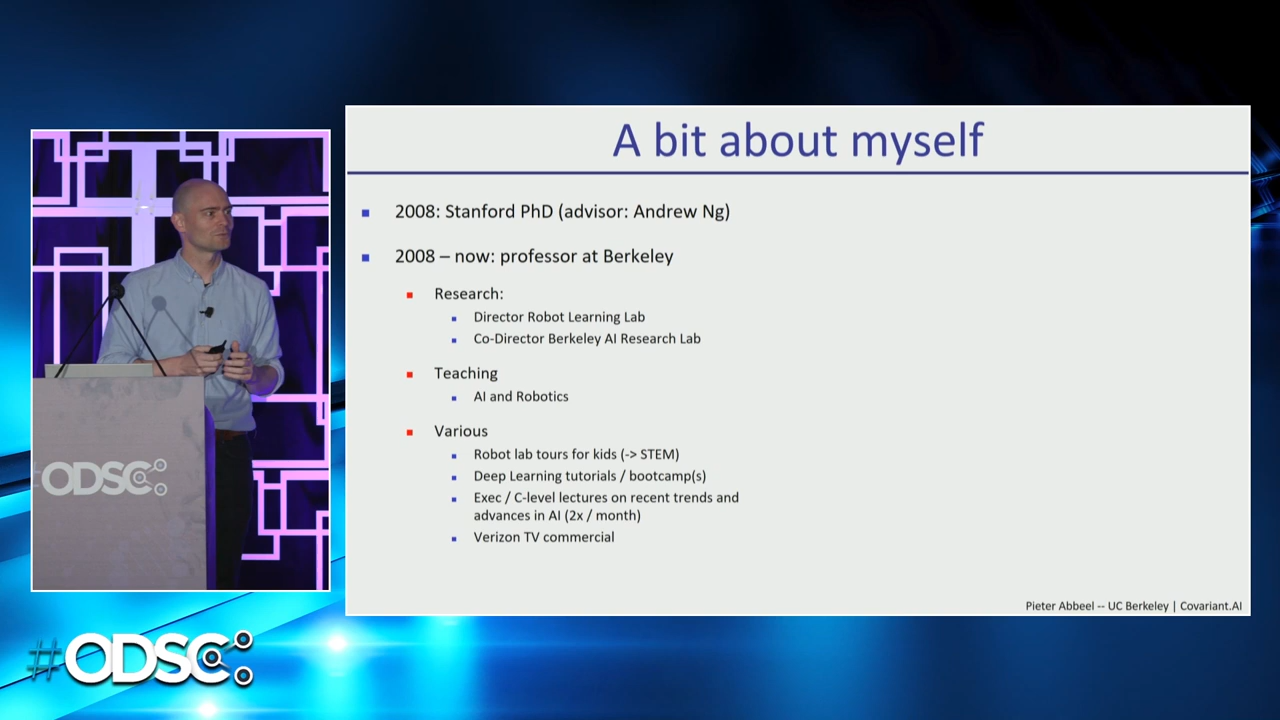 A bit about myself
2008: Stanford PhD (advisor: Andrew Ng)
2008 – now: professor at Berkeley
Research:
Director Robot Learning Lab
Co-Director Berkeley AI Research Lab
Teaching
AI and Robotics
Various
Robot lab tours for kids (-> STEM)
Deep Learning tutorials / bootcamp(s)
Exec / C-level lectures on recent trends and
advances in AI (2x / month)
Verizon TV commercial
Pieter Abbeel -- UC Berkeley | Covariant.AI
#ODSC
#ODSC